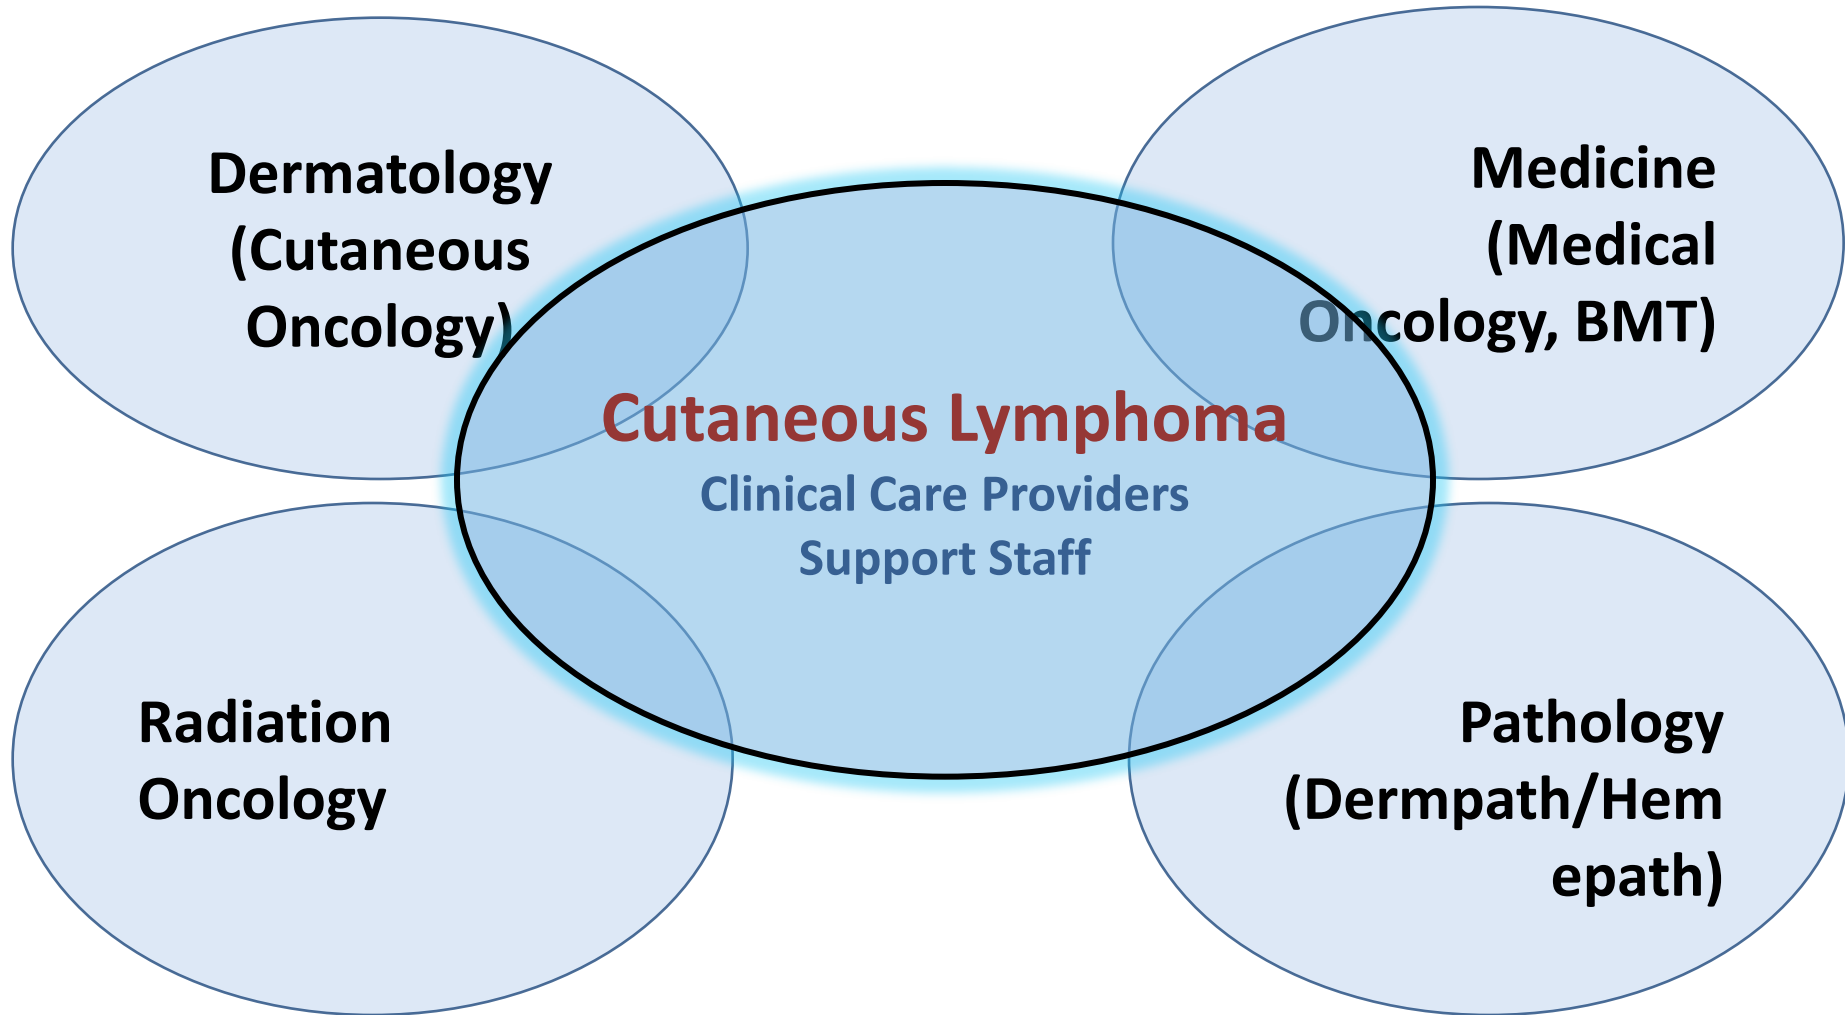 Dermatology
(Cutaneous
Oncology)
Medicine
(Medical
Oncology, BMT)
Cutaneous Lymphoma
Clinical Care Providers
Support Staff
Radiation
Oncology
Pathology
(Dermpath/Hem
epath)